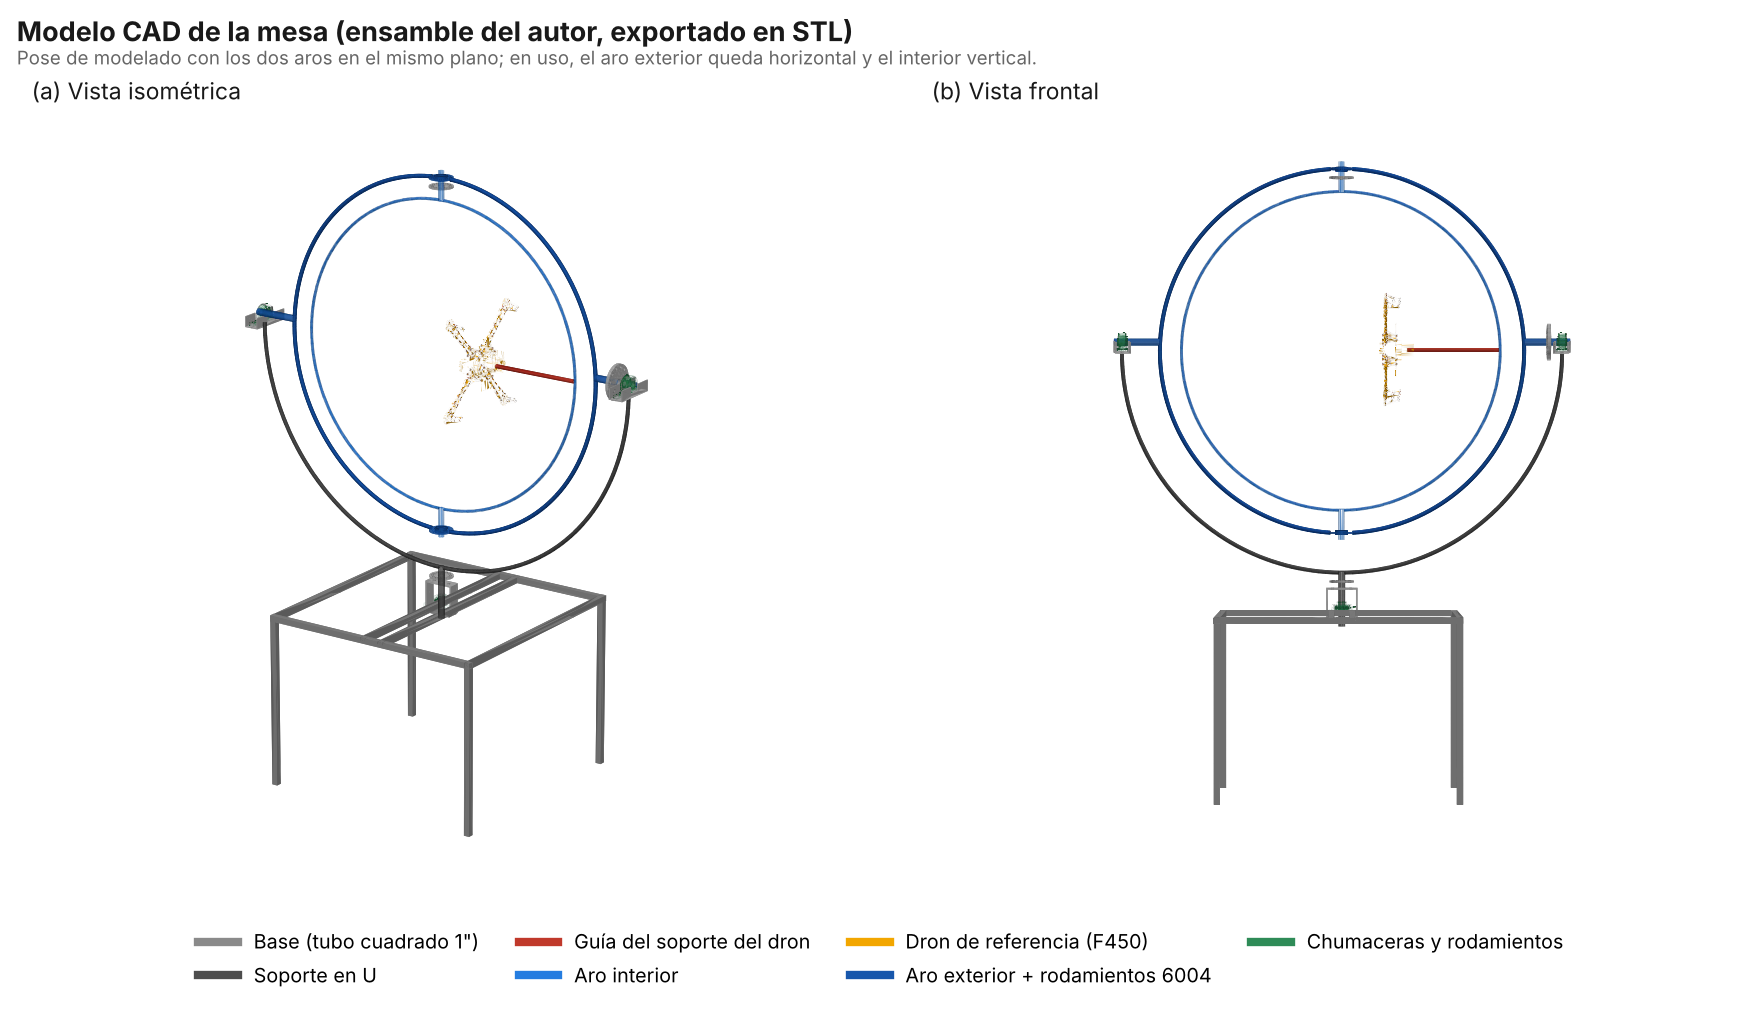 Modelo CAD de la mesa (ensamble del autor, exportado en STL)
Pose de modelado con los dos aros en el mismo plano; en uso, el aro exterior queda horizontal y el interior vertical.
(a) Vista isométrica
(b) Vista frontal
Base (tubo cuadrado 1")
Guía del soporte del dron
Dron de referencia (F450)
Chumaceras y rodamientos
Soporte en U
Aro interior
Aro exterior + rodamientos 6004